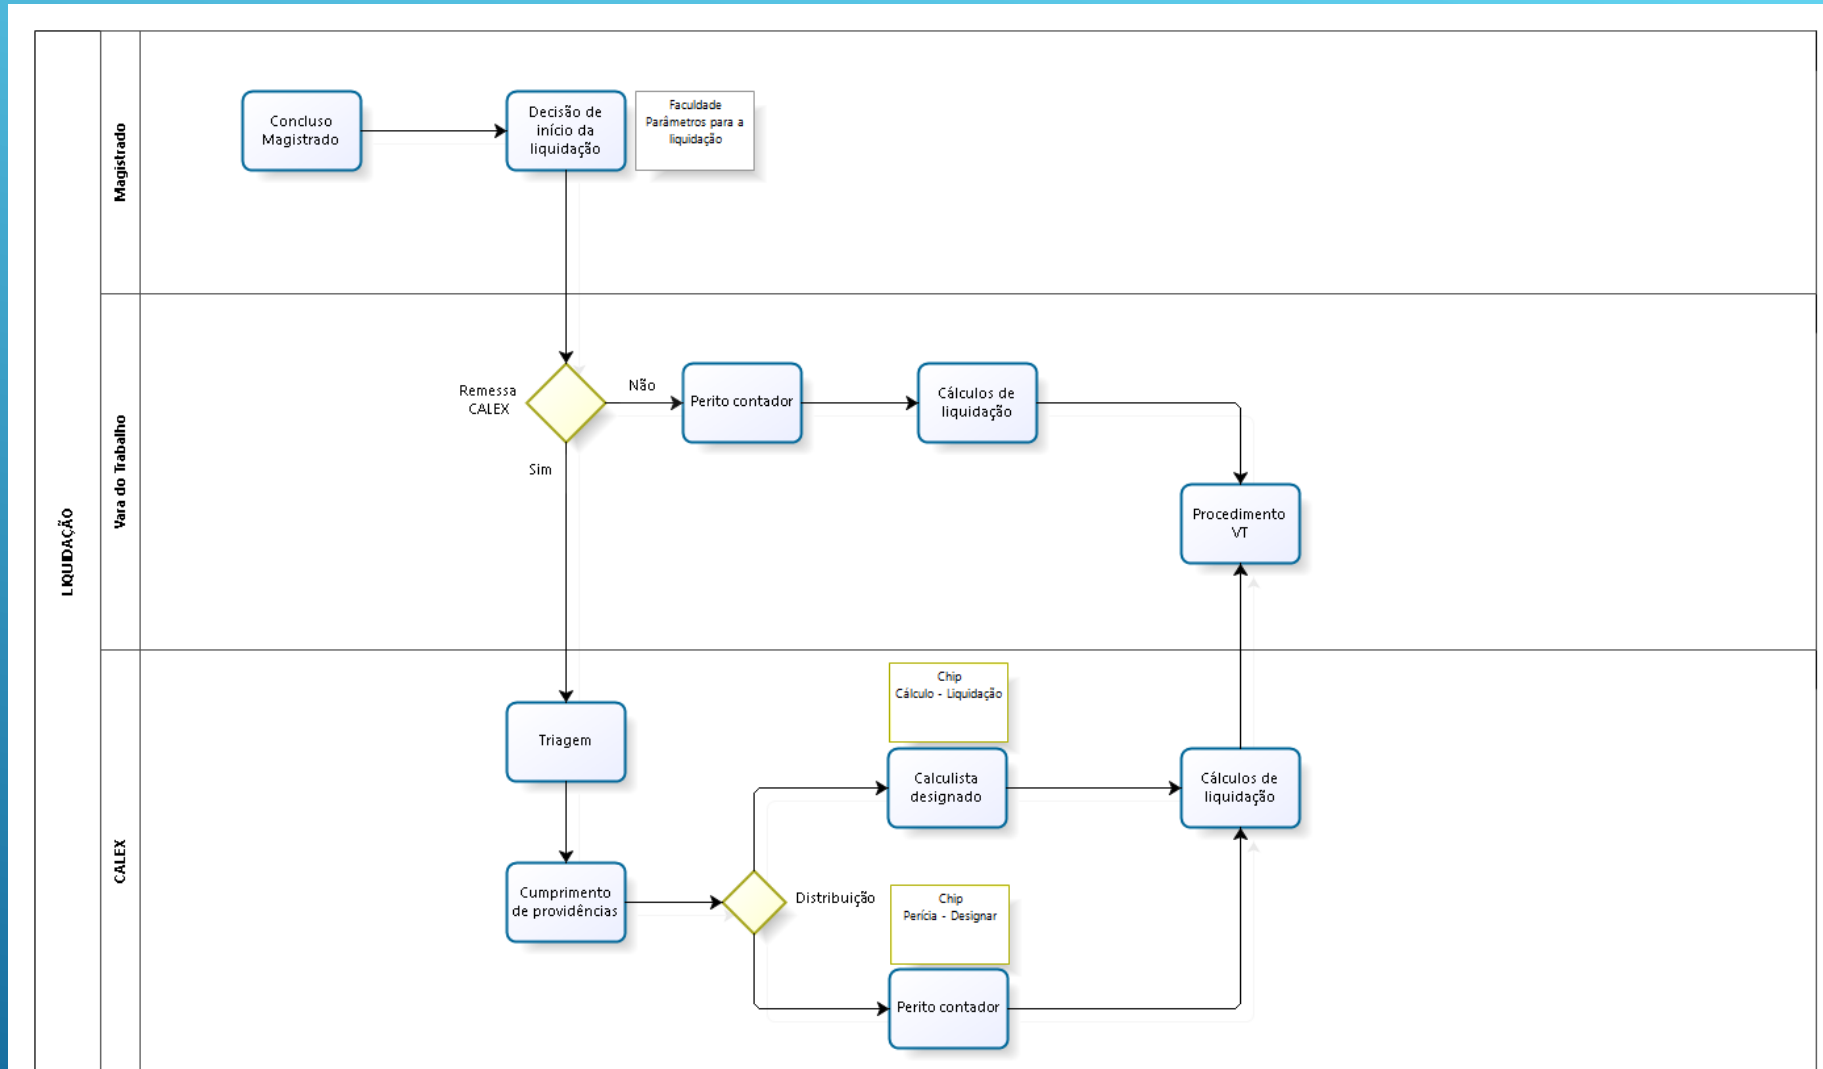 LIQUIDAÇÃO
Magistrado
Concluso
Magistrado
Decisão de
início da
liquidação
Faculdade
Parâmetros para a
liquidação
Vara do Trabalho
Remessa
CALEX
Não
Sim
Perito contador
Cálculos de
liquidação
Procedimento
VT
CALEX
Triagem
Cumprimento
de providências
Distribuição
Chip
Cálculo - Liquidação
Calculista
designado
Cálculos de
liquidação
Chip
Perícia - Designar
Perito contador